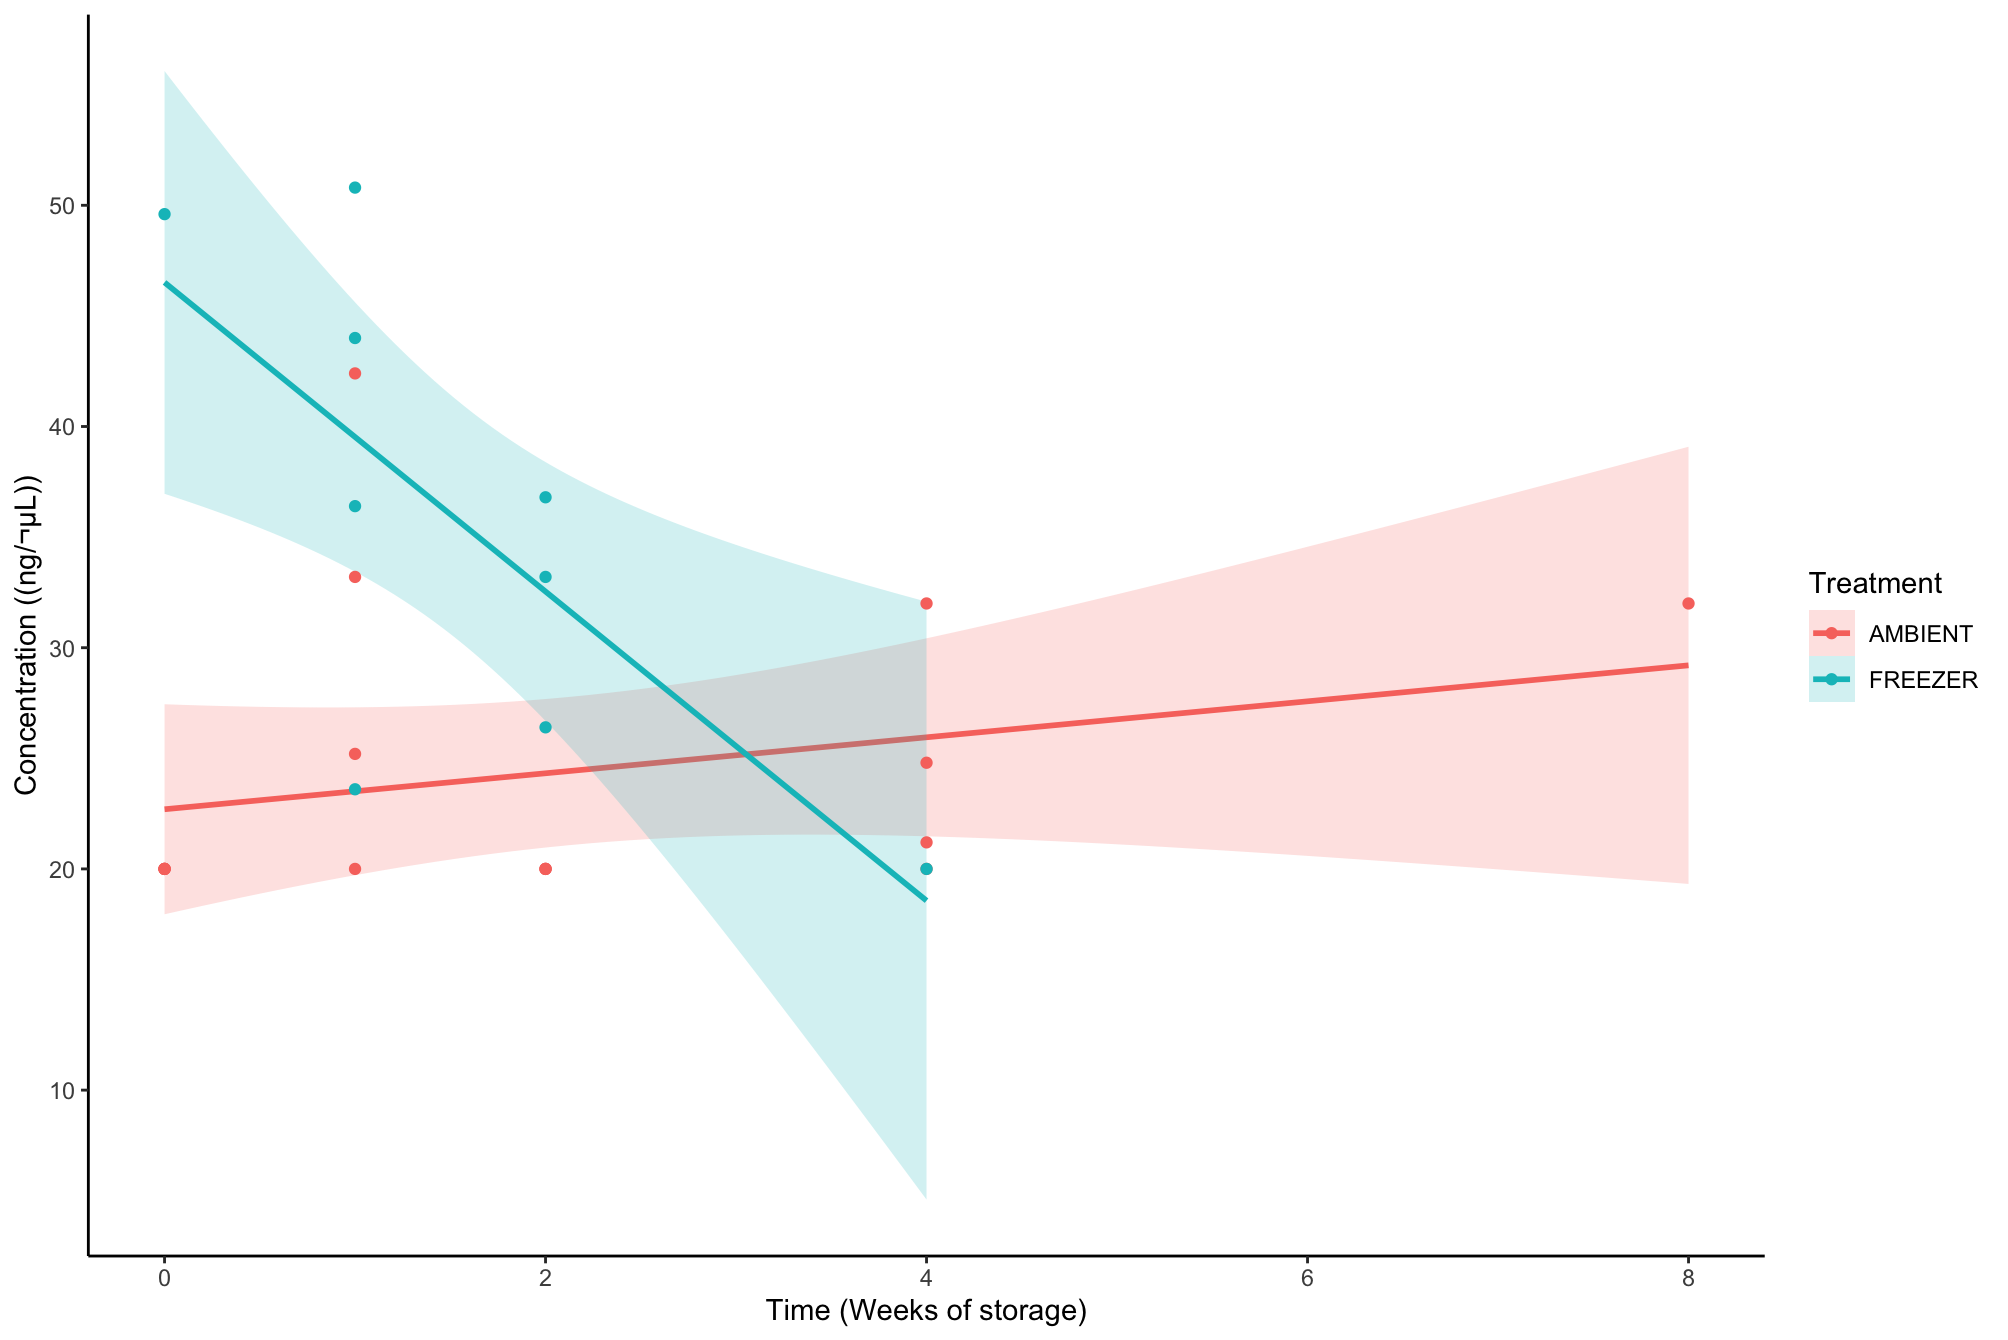 Concentration ((ng/¬µL))
50
40
30
20
10
0
2
4
6
8
Time (Weeks of storage)
Treatment
AMBIENT
FREEZER